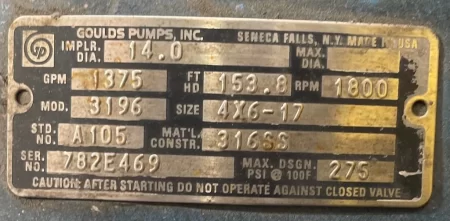 GOULDS PUMPS, INC. SENECA FALLS, N.Y. MADE IN USA
IMPLR. DIA. 14.0 MAX. DIA.
GPM 1375 FT HD 153.8 RPM 1800
MOD. 3196 SIZE 4X6-17
STD. NO. A105 MAT'L. CONSTR. 316SS
SER. NO. 782E469 MAX. DSGN. PSI @ 100F 275
CAUTION: AFTER STARTING DO NOT OPERATE AGAINST CLOSED VALVE